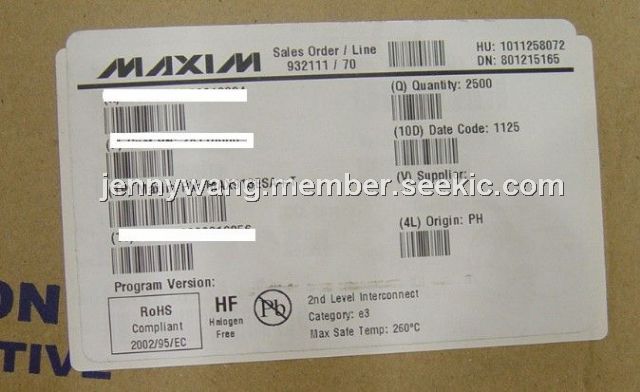 MAXIM
Sales Order / Line
932111 / 70
HU: 1011258072
DN: 801215165
(Q) Quantity: 2500
(10D) Date Code: 1125
(V) Supplier:
jennywang.member.seekic.com
(4L) Origin: PH
Program Version:
RoHS
Compliant
2002/95/EC
HF
Halogen
Free
Pb
2nd Level Interconnect
Category: e3
Max Safe Temp: 260°C
ON
TIVE